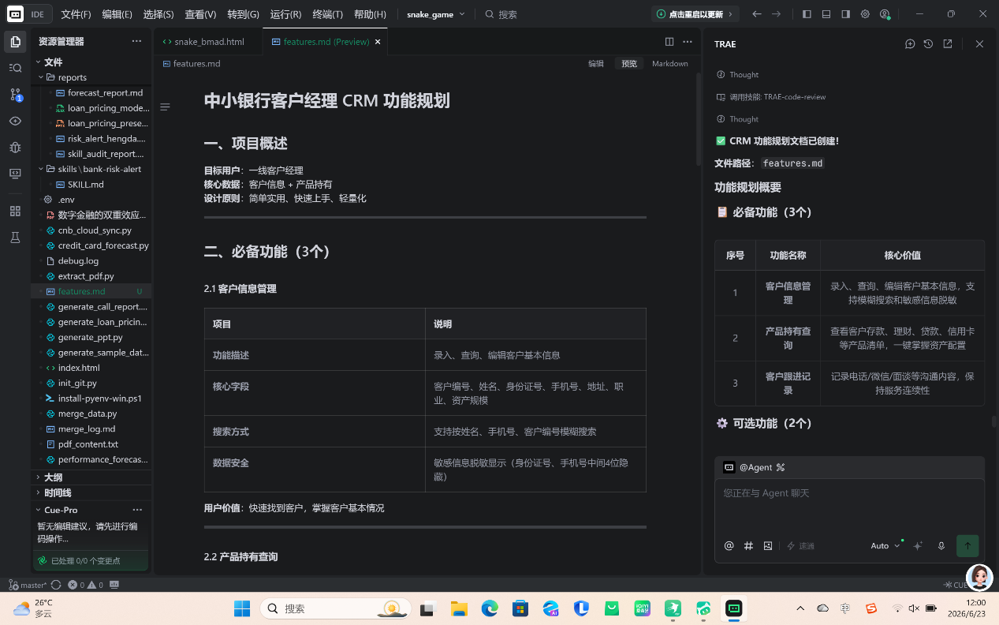 IDE 文件(F) 编辑(E) 选择(S) 查看(V) 转到(G) 运行(R) 终端(T) 帮助(H) snake_game 搜索 点击重启以更新
资源管理器
文件
reports
forecast_report.md
loan_pricing_mode...
loan_pricing_prese...
risk_alert_hengda....
skill_audit_report....
skills\bank-risk-alert
SKILL.md
.env
数字金融的双重效应...
cnb_cloud_sync.py
credit_card_forecast.py
debug.log
extract_pdf.py
features.md U
generate_call_report....
generate_loan_pricin...
generate_ppt.py
generate_sample_dat...
index.html
init_git.py
install-pyenv-win.ps1
merge_data.py
merge_log.md
pdf_content.txt
performance_forecas...
大纲
时间线
Cue-Pro
暂无编辑建议，请先进行编
码操作...
已处理 0/0 个变更点
snake_bmad.html features.md (Preview)
features.md 编辑 预览 Markdown
中小银行客户经理 CRM 功能规划
一、项目概述
目标用户：一线客户经理
核心数据：客户信息 + 产品持有
设计原则：简单实用、快速上手、轻量化
二、必备功能（3个）
2.1 客户信息管理
项目 说明
功能描述 录入、查询、编辑客户基本信息
核心字段 客户编号、姓名、身份证号、手机号、地址、职
业、资产规模
搜索方式 支持按姓名、手机号、客户编号模糊搜索
数据安全 敏感信息脱敏显示（身份证号、手机号中间4位隐
藏）
用户价值：快速找到客户，掌握客户基本情况
2.2 产品持有查询
TRAE
Thought
调用技能: TRAE-code-review
Thought
CRM 功能规划文档已创建！
文件路径： features.md
功能规划概要
必备功能（3个）
序号 功能名称 核心价值
1 客户信息管
理 录入、查询、编辑客户基本信息，支
持模糊搜索和敏感信息脱敏
2 产品持有查
询 查看客户存款、理财、贷款、信用卡
等产品清单，一键掌握资产配置
3 客户跟进记
录 记录电话/微信/面谈等沟通内容，保
持服务连续性
可选功能（2个）
@Agent
您正在与 Agent 聊天
@ # 速通 Auto
master* 0 0 CUE
26°C
多云
搜索
中
12:00
2026/6/23